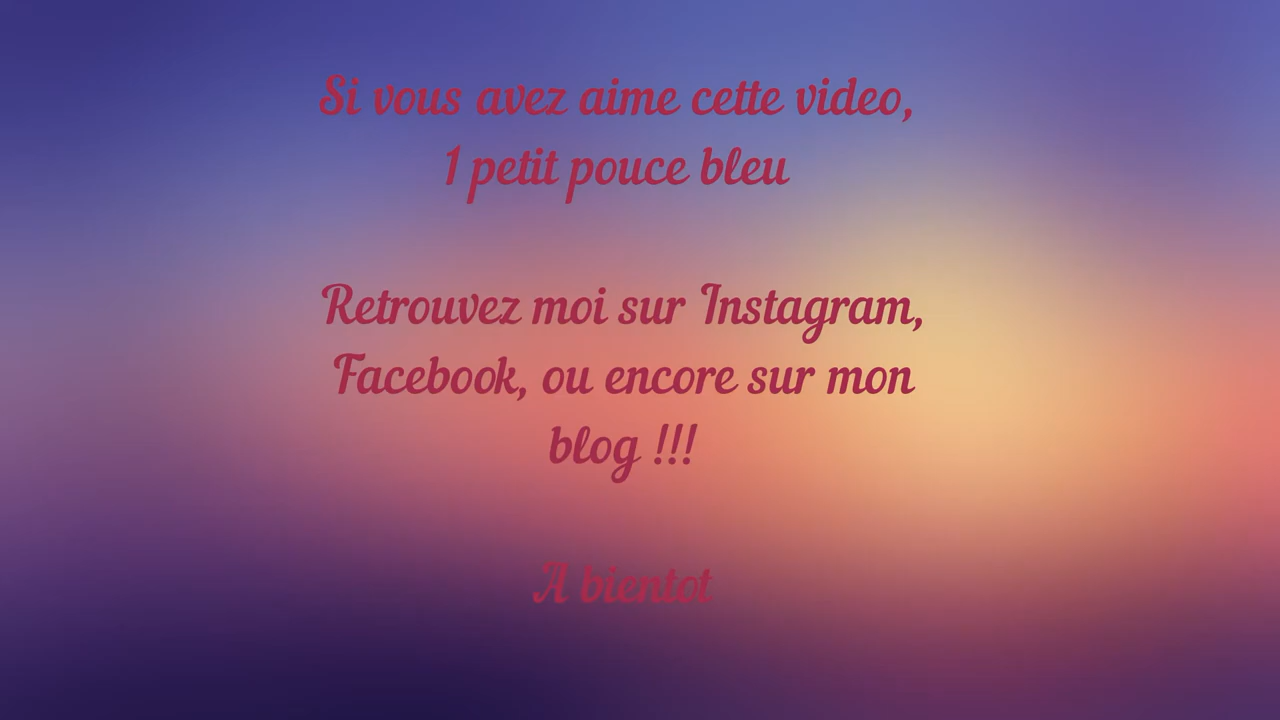 Si vous avez aime cette video,
1 petit pouce bleu
Retrouvez moi sur Instagram,
Facebook, ou encore sur mon
blog !!!
A bientot